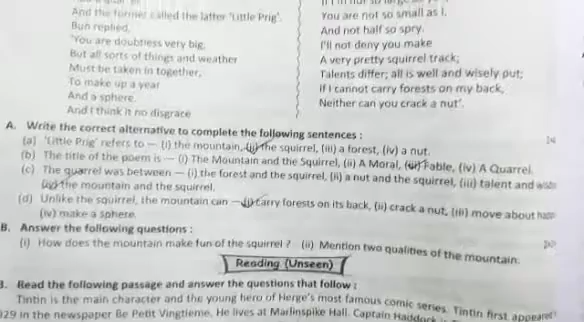 And the former called the latter 'Little Prig'.
Bun replied,
'You are doubtless very big,
But all sorts of things and weather
Must be taken in together,
To make up a year
And a sphere.
And I think it no disgrace
You are not so small as I,
And not half so spry.
I'll not deny you make
A very pretty squirrel track;
Talents differ; all is well and wisely put;
If I cannot carry forests on my back,
Neither can you crack a nut'.
A. Write the correct alternative to complete the following sentences :
(a) 'Little Prig' refers to — (i) the mountain, (ii) the squirrel, (iii) a forest, (iv) a nut.
(b) The title of the poem is — (i) The Mountain and the Squirrel, (ii) A Moral, (iii) Fable, (iv) A Quarrel.
(c) The quarrel was between — (i) the forest and the squirrel, (ii) a nut and the squirrel, (iii) talent and
(iv) the mountain and the squirrel.
(d) Unlike the squirrel, the mountain can — (i) carry forests on its back, (ii) crack a nut, (iii) move about
(iv) make a sphere.
B. Answer the following questions :
(i) How does the mountain make fun of the squirrel ? (ii) Mention two qualities of the mountain.
Reading (Unseen)
3. Read the following passage and answer the questions that follow :
Tintin is the main character and the young hero of Herge's most famous comic series. Tintin first appeared
929 in the newspaper Be Petit Vingtieme. He lives at Marlinspike Hall. Captain Haddock